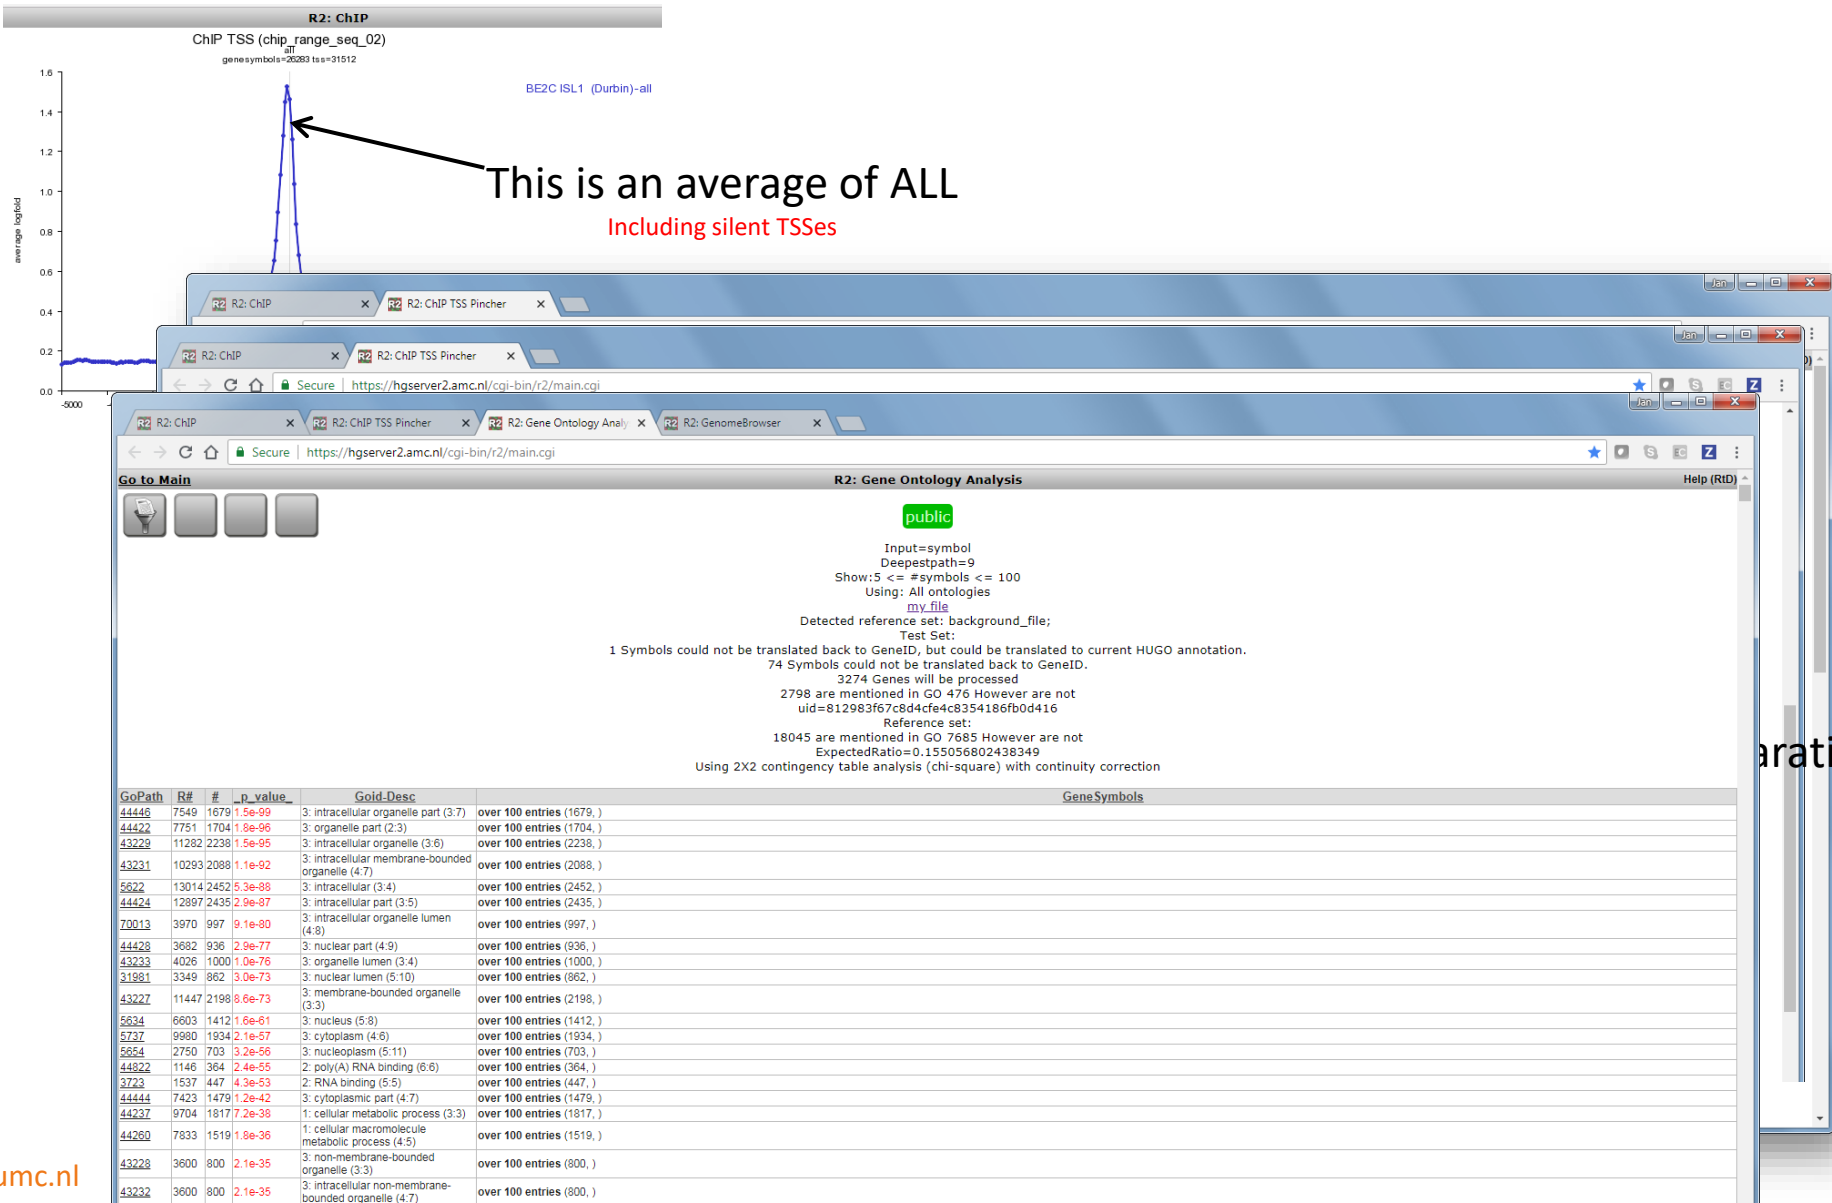 R2: ChIP
ChIP TSS (chip_range_seq_02)
all
genesymbols=26283 tss=31512
BE2C ISL1 (Durbin)-all
1.6
1.4
1.2
1.0
0.8
0.6
0.4
0.2
0.0
average logfold
-5000
This is an average of ALL
Including silent TSSes
R2: ChIP
R2: ChIP TSS Pincher
Jan
R2: ChIP
R2: ChIP TSS Pincher
Jan
Secure | https://hgserver2.amc.nl/cgi-bin/r2/main.cgi
R2: ChIP
R2: ChIP TSS Pincher
R2: Gene Ontology Analy
R2: GenomeBrowser
Jan
Secure | https://hgserver2.amc.nl/cgi-bin/r2/main.cgi
Go to Main
R2: Gene Ontology Analysis
Help (RtD)
public
Input=symbol
Deepestpath=9
Show:5 <= #symbols <= 100
Using: All ontologies
my file
Detected reference set: background_file;
Test Set:
1 Symbols could not be translated back to GeneID, but could be translated to current HUGO annotation.
74 Symbols could not be translated back to GeneID.
3274 Genes will be processed
2798 are mentioned in GO 476 However are not
uid=812983f67c8d4cfe4c8354186fb0d416
Reference set:
18045 are mentioned in GO 7685 However are not
ExpectedRatio=0.155056802438349
Using 2X2 contingency table analysis (chi-square) with continuity correction
arati
GoPath R# # _p_value_ Goid-Desc GeneSymbols
44446 7549 1679 1.5e-99 3: intracellular organelle part (3:7) over 100 entries (1679, )
44422 7751 1704 1.8e-96 3: organelle part (2:3) over 100 entries (1704, )
43229 11282 2238 1.5e-95 3: intracellular organelle (3:6) over 100 entries (2238, )
43231 10293 2088 1.1e-92 3: intracellular membrane-bounded organelle (4:7) over 100 entries (2088, )
5622 13014 2452 5.3e-88 3: intracellular (3:4) over 100 entries (2452, )
44424 12897 2435 2.9e-87 3: intracellular part (3:5) over 100 entries (2435, )
70013 3970 997 9.1e-80 3: intracellular organelle lumen (4:8) over 100 entries (997, )
44428 3682 936 2.9e-77 3: nuclear part (4:9) over 100 entries (936, )
43233 4026 1000 1.0e-76 3: organelle lumen (3:4) over 100 entries (1000, )
31981 3349 862 3.0e-73 3: nuclear lumen (5:10) over 100 entries (862, )
43227 11447 2198 8.6e-73 3: membrane-bounded organelle (3:3) over 100 entries (2198, )
5634 6603 1412 1.6e-61 3: nucleus (5:8) over 100 entries (1412, )
5737 9980 1934 2.1e-57 3: cytoplasm (4:6) over 100 entries (1934, )
5654 2750 703 3.2e-56 3: nucleoplasm (5:11) over 100 entries (703, )
44822 1146 364 2.4e-55 2: poly(A) RNA binding (6:6) over 100 entries (364, )
3723 1537 447 4.3e-53 2: RNA binding (5:5) over 100 entries (447, )
44444 7423 1479 1.2e-42 3: cytoplasmic part (4:7) over 100 entries (1479, )
44237 9704 1817 7.2e-38 1: cellular metabolic process (3:3) over 100 entries (1817, )
44260 7833 1519 1.8e-36 1: cellular macromolecule metabolic process (4:5) over 100 entries (1519, )
43228 3600 800 2.1e-35 3: non-membrane-bounded organelle (3:3) over 100 entries (800, )
43232 3600 800 2.1e-35 3: intracellular non-membrane-bounded organelle (4:7) over 100 entries (800, )
umc.nl